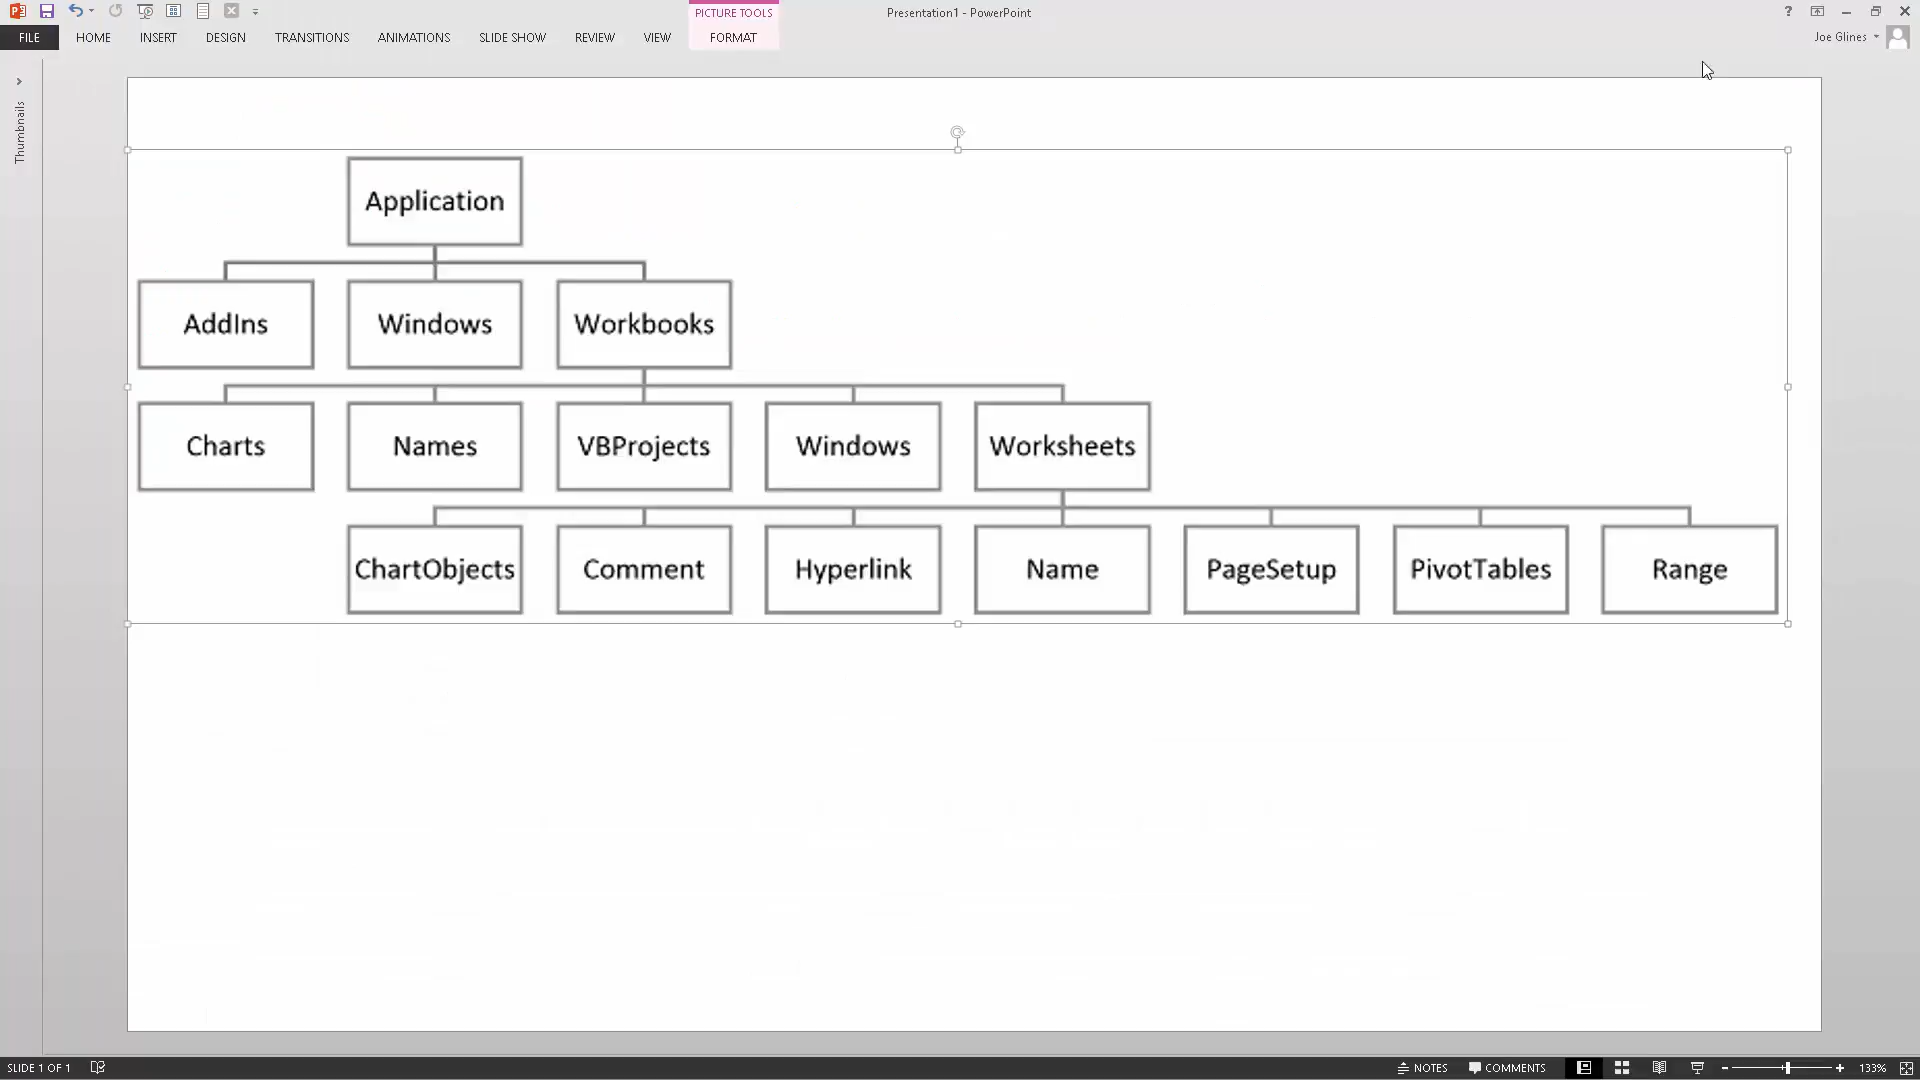 PICTURE TOOLS
Presentation1 - PowerPoint
?
FILE HOME INSERT DESIGN TRANSITIONS ANIMATIONS SLIDE SHOW REVIEW VIEW FORMAT
Joe Glines
Thumbnails
Application
AddIns Windows Workbooks
Charts Names VBProjects Windows Worksheets
ChartObjects Comment Hyperlink Name PageSetup PivotTables Range
SLIDE 1 OF 1 NOTES COMMENTS 133%